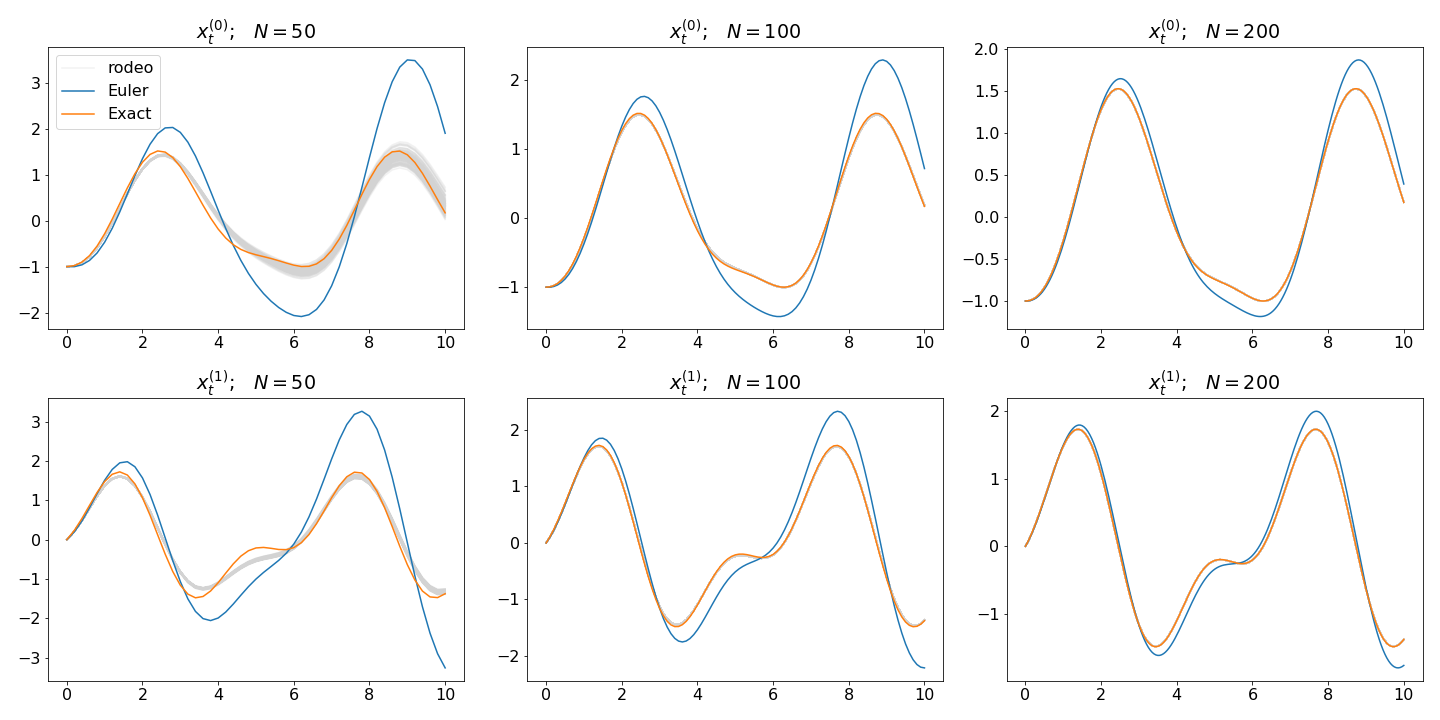 x_t^{(0)};   N = 50
x_t^{(0)};   N = 100
x_t^{(0)};   N = 200
rodeo
Euler
Exact
3
2
1
0
−1
−2
0 2 4 6 8 10
2
1
0
−1
0 2 4 6 8 10
2.0
1.5
1.0
0.5
0.0
−0.5
−1.0
0 2 4 6 8 10
x_t^{(1)};   N = 50
x_t^{(1)};   N = 100
x_t^{(1)};   N = 200
3
2
1
0
−1
−2
−3
0 2 4 6 8 10
2
1
0
−1
−2
0 2 4 6 8 10
2
1
0
−1
0 2 4 6 8 10